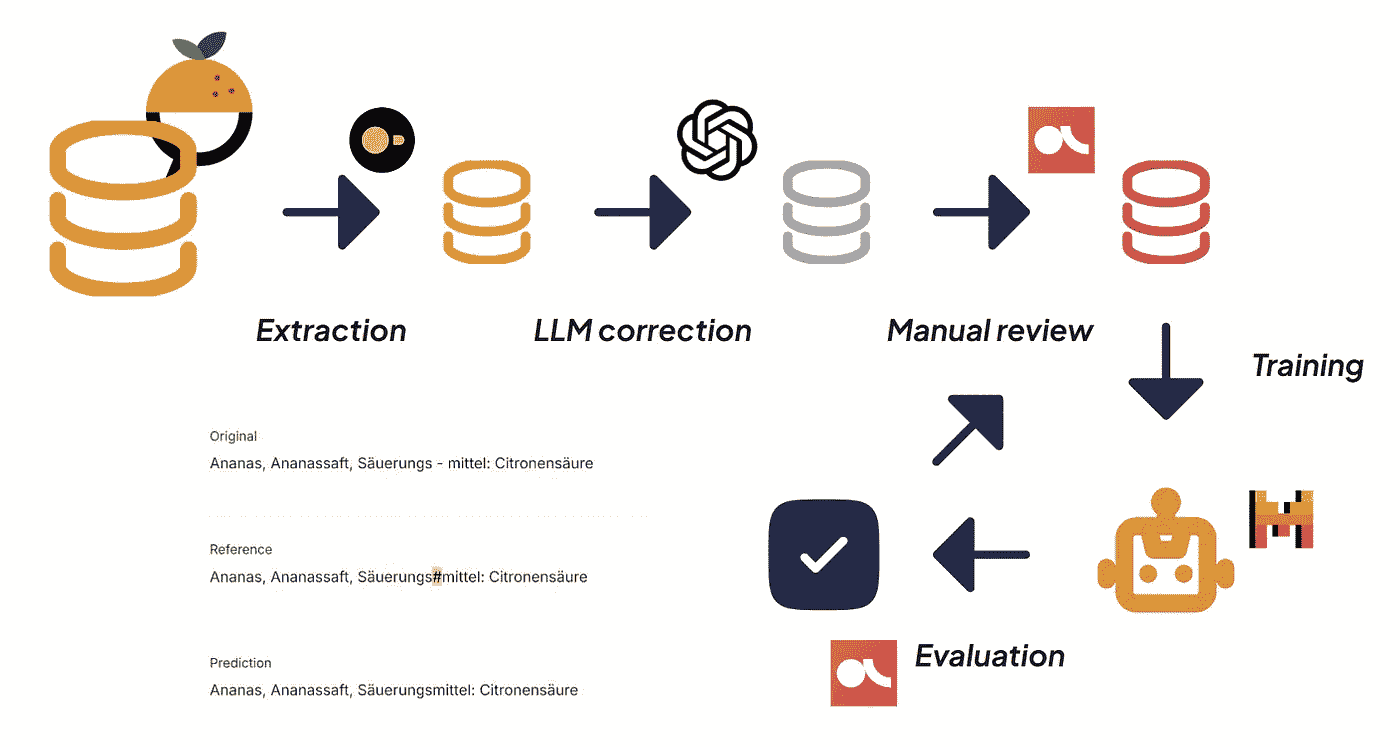 Extraction
LLM correction
Manual review
Training
Original
Ananas, Ananassaft, Säuerungs - mittel: Citronensäure
Reference
Ananas, Ananassaft, Säuerungs#mittel: Citronensäure
Prediction
Ananas, Ananassaft, Säuerungsmittel: Citronensäure
Evaluation